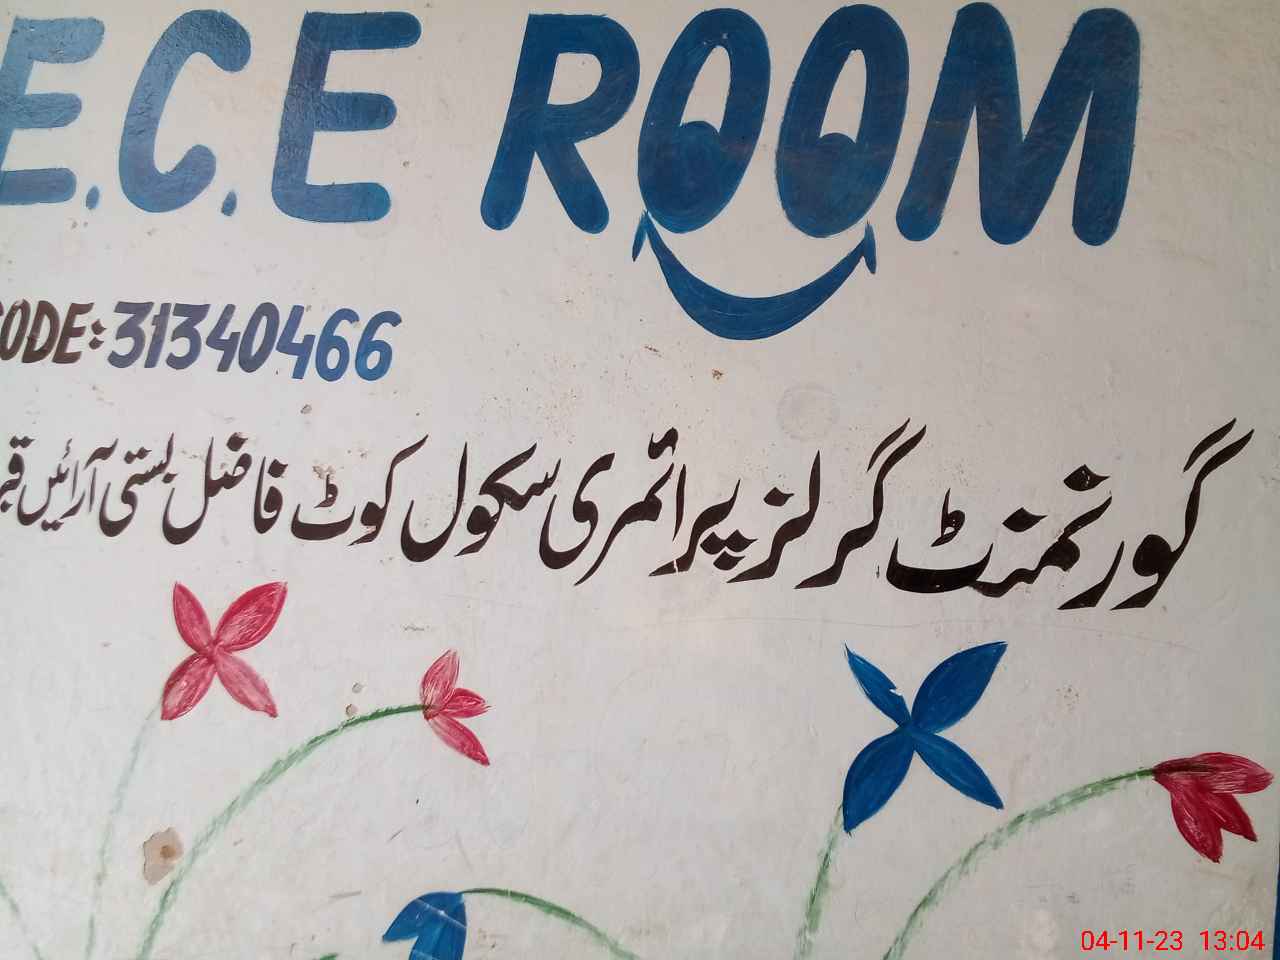 E.C.E ROOM
CODE: 31340466
گورنمنٹ گرلز پرائمری سکول کوٹ فاضل بستی آرائیں
04-11-23 13:04